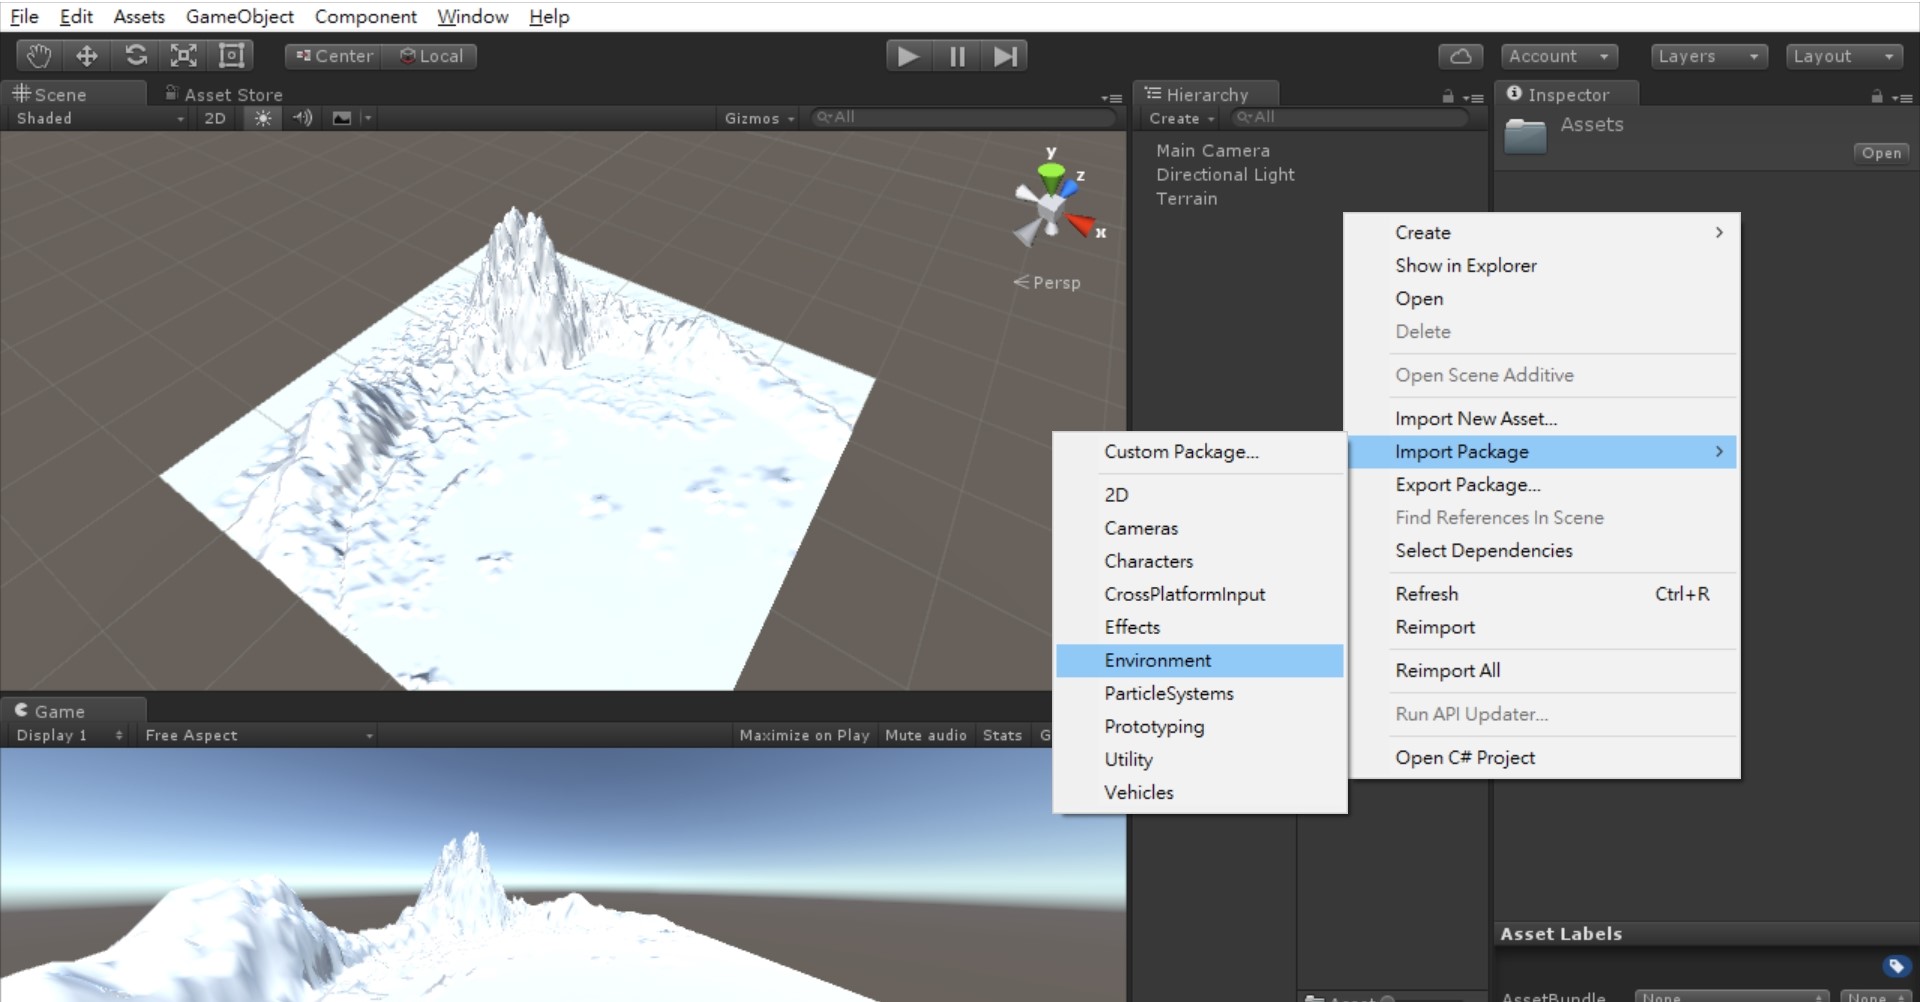 File Edit Assets GameObject Component Window Help
Center Local Account Layers Layout
Scene Asset Store
Shaded 2D Gizmos All
y
z
x
Persp
Hierarchy
Create All
Main Camera
Directional Light
Terrain
Inspector
Assets
Open
Create
Show in Explorer
Open
Delete
Open Scene Additive
Import New Asset...
Import Package
Export Package...
Find References In Scene
Select Dependencies
Refresh Ctrl+R
Reimport
Reimport All
Run API Updater...
Open C# Project
Custom Package...
2D
Cameras
Characters
CrossPlatformInput
Effects
Environment
ParticleSystems
Prototyping
Utility
Vehicles
Game
Display 1 Free Aspect Maximize on Play Mute audio Stats G
Asset Labels
AssetBundle None None